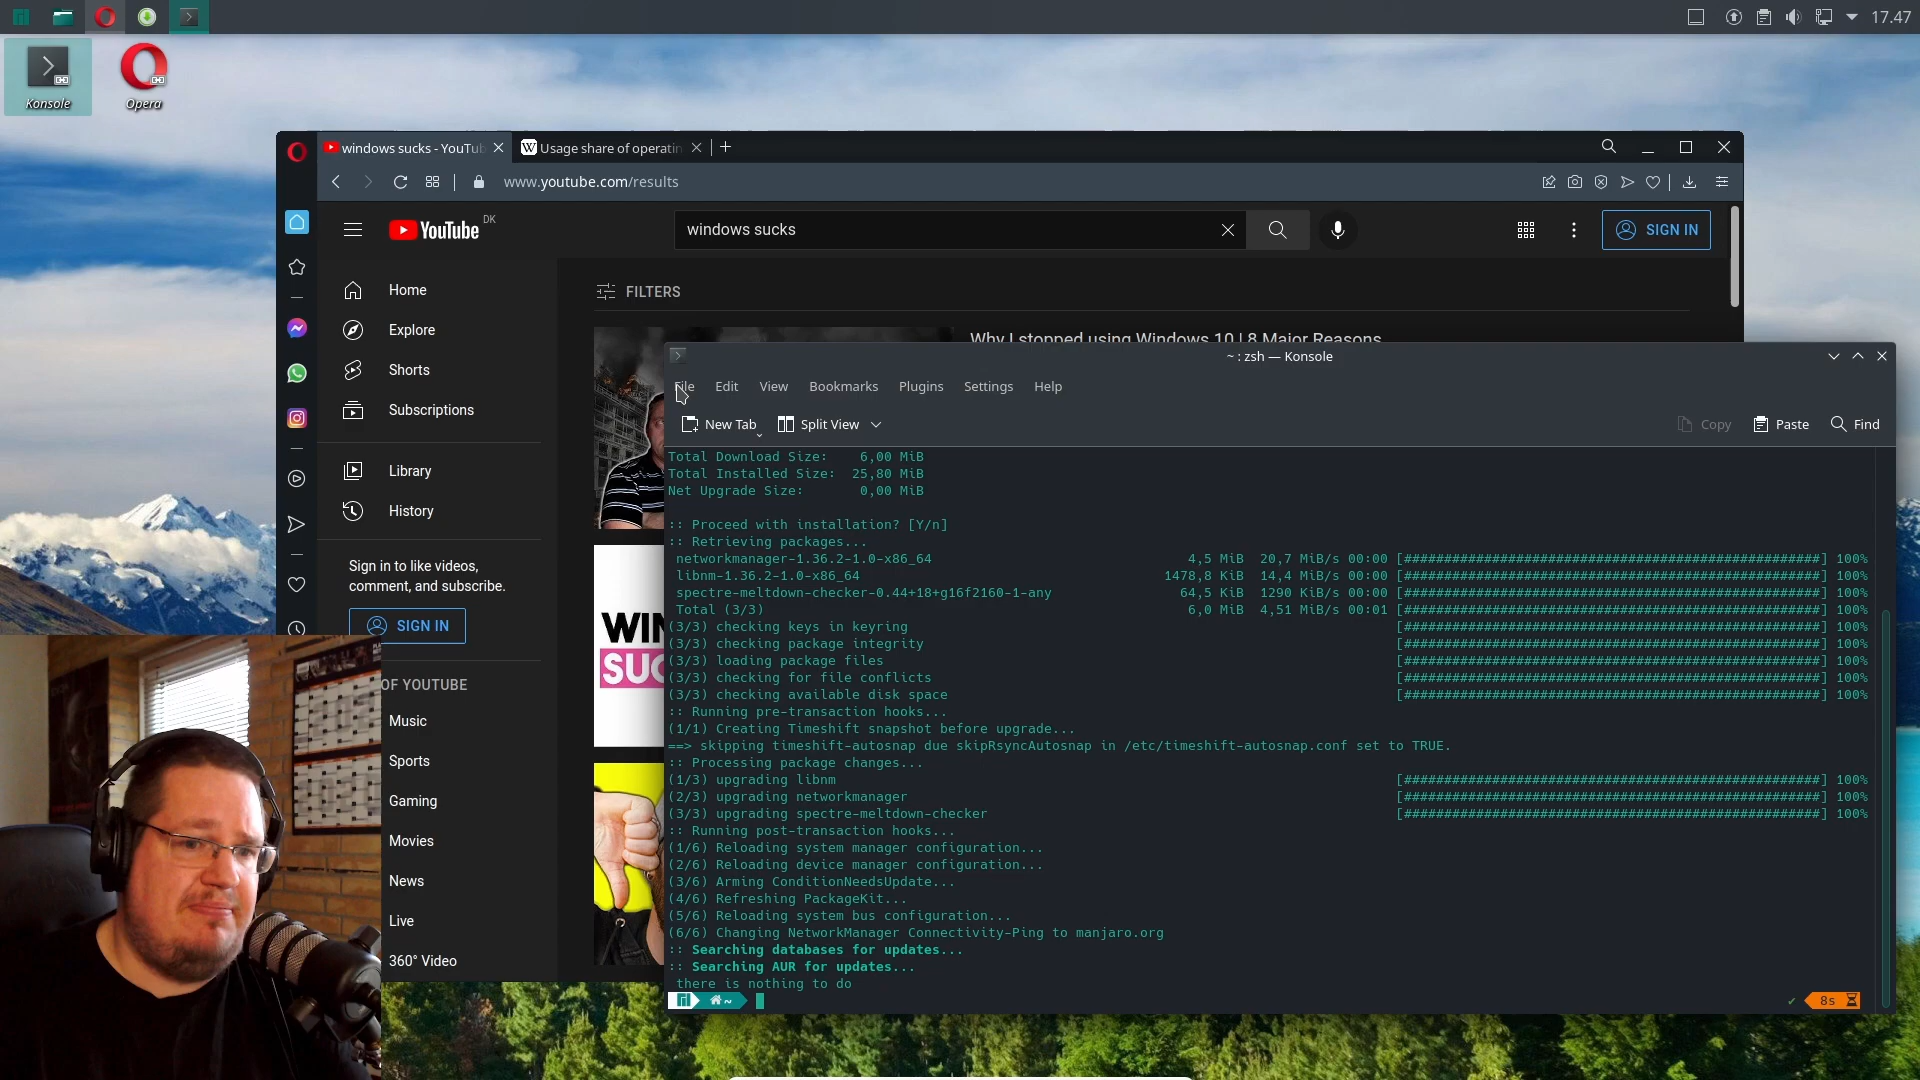 17.47
Konsole
Opera
windows sucks - YouTub
Usage share of operatin
www.youtube.com/results
YouTube
DK
windows sucks
SIGN IN
Home
Explore
Shorts
Subscriptions
Library
History
Sign in to like videos,
comment, and subscribe.
SIGN IN
OF YOUTUBE
Music
Sports
Gaming
Movies
News
Live
360° Video
FILTERS
Why I stopped using Windows 10 | 8 Major Reasons
WIN
SUC
~ : zsh — Konsole
File Edit View Bookmarks Plugins Settings Help
New Tab Split View Copy Paste Find
Total Download Size: 6,00 MiB
Total Installed Size: 25,80 MiB
Net Upgrade Size: 0,00 MiB
:: Proceed with installation? [Y/n]
:: Retrieving packages...
networkmanager-1.36.2-1.0-x86_64 4,5 MiB 20,7 MiB/s 00:00 [####################################################] 100%
libnm-1.36.2-1.0-x86_64 1478,8 KiB 14,4 MiB/s 00:00 [####################################################] 100%
spectre-meltdown-checker-0.44+18+g16f2160-1-any 64,5 KiB 1290 KiB/s 00:00 [####################################################] 100%
Total (3/3) 6,0 MiB 4,51 MiB/s 00:01 [####################################################] 100%
(3/3) checking keys in keyring [####################################################] 100%
(3/3) checking package integrity [####################################################] 100%
(3/3) loading package files [####################################################] 100%
(3/3) checking for file conflicts [####################################################] 100%
(3/3) checking available disk space [####################################################] 100%
:: Running pre-transaction hooks...
(1/1) Creating Timeshift snapshot before upgrade...
==> skipping timeshift-autosnap due skipRsyncAutosnap in /etc/timeshift-autosnap.conf set to TRUE.
:: Processing package changes...
(1/3) upgrading libnm [####################################################] 100%
(2/3) upgrading networkmanager [####################################################] 100%
(3/3) upgrading spectre-meltdown-checker [####################################################] 100%
:: Running post-transaction hooks...
(1/6) Reloading system manager configuration...
(2/6) Reloading device manager configuration...
(3/6) Arming ConditionNeedsUpdate...
(4/6) Refreshing PackageKit...
(5/6) Reloading system bus configuration...
(6/6) Changing NetworkManager Connectivity-Ping to manjaro.org
:: Searching databases for updates...
:: Searching AUR for updates...
there is nothing to do
~ ✔ 8s